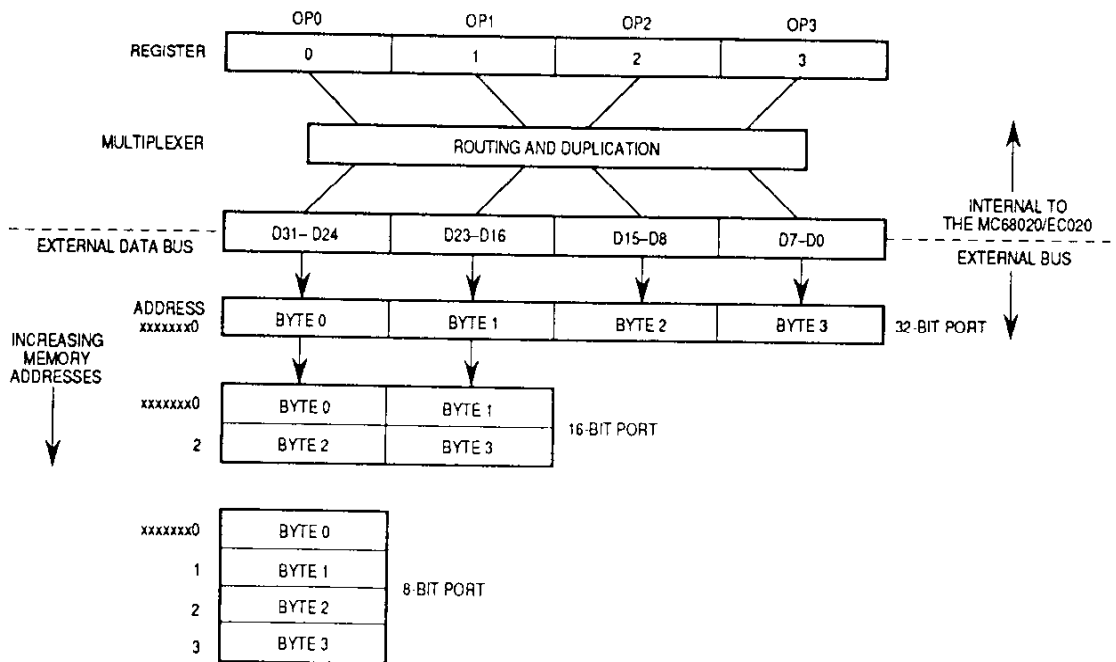 OP0 OP1 OP2 OP3
REGISTER 0 1 2 3
MULTIPLEXER ROUTING AND DUPLICATION
INTERNAL TO
THE MC68020/EC020
D31–D24 D23–D16 D15–D8 D7–D0
EXTERNAL DATA BUS
EXTERNAL BUS
ADDRESS
xxxxxxx0 BYTE 0 BYTE 1 BYTE 2 BYTE 3 32-BIT PORT
INCREASING
MEMORY
ADDRESSES
xxxxxxx0 BYTE 0 BYTE 1
16-BIT PORT
2 BYTE 2 BYTE 3
xxxxxxx0 BYTE 0
1 BYTE 1
8-BIT PORT
2 BYTE 2
3 BYTE 3